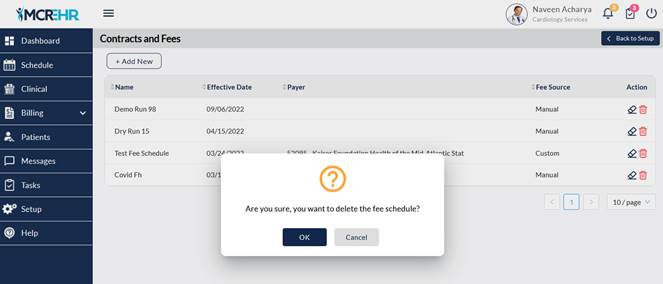 MCREHR
Naveen Acharya
Cardiology Services
Dashboard
Schedule
Clinical
Billing
Patients
Messages
Tasks
Setup
Help
Contracts and Fees
Back to Setup
+ Add New
Name Effective Date Payer Fee Source Action
Demo Run 98 09/06/2022 Manual
Dry Run 15 04/15/2022 Manual
Test Fee Schedule 03/24/2022 52095 - Kaiser Foundation Health of the Mid-Atlantic Stat Custom
Covid Fh 03/1 Manual
< 1 > 10 / page
?
Are you sure, you want to delete the fee schedule?
OK Cancel